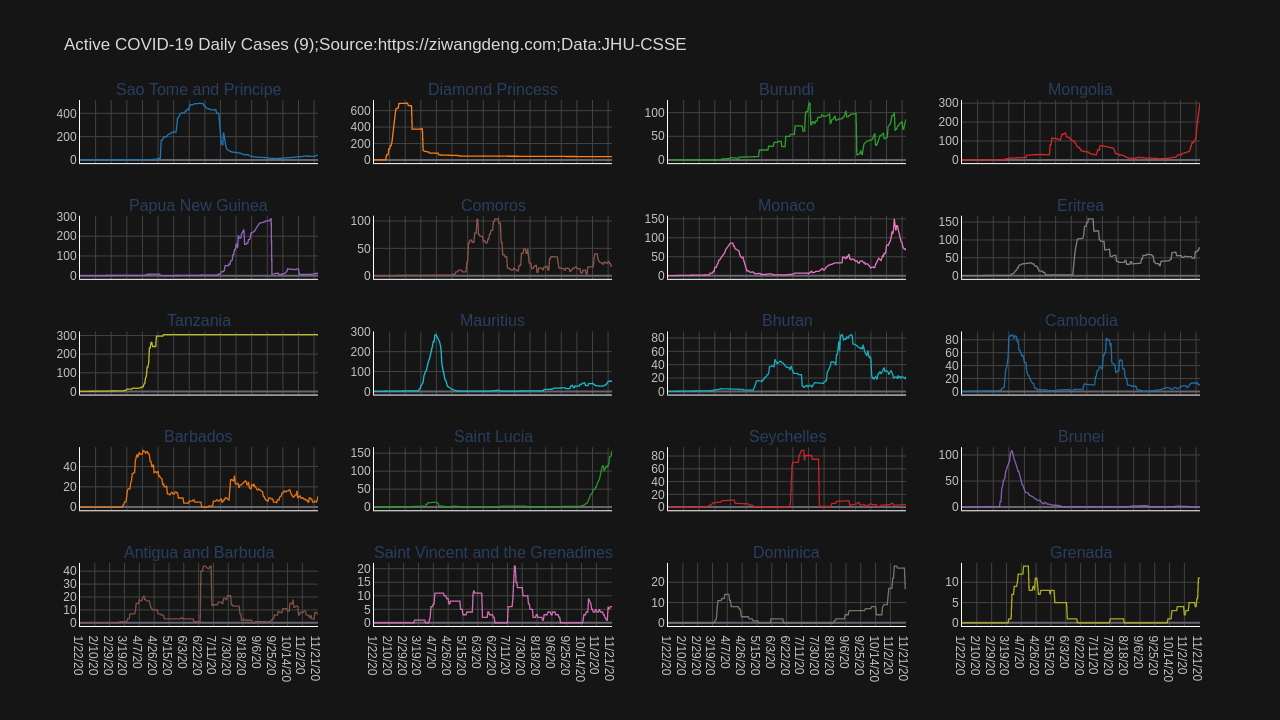 Active COVID-19 Daily Cases (9);Source:https://ziwangdeng.com;Data:JHU-CSSE
Sao Tome and Principe Diamond Princess Burundi Mongolia
400 200 0
600 400 200 0
100 50 0
300 200 100 0
Papua New Guinea Comoros Monaco Eritrea
300 200 100 0
100 50 0
150 100 50 0
150 100 50 0
Tanzania Mauritius Bhutan Cambodia
300 200 100 0
300 200 100 0
80 60 40 20 0
80 60 40 20 0
Barbados Saint Lucia Seychelles Brunei
40 20 0
150 100 50 0
80 60 40 20 0
100 50 0
Antigua and Barbuda Saint Vincent and the Grenadines Dominica Grenada
40 30 20 10 0
20 15 10 5 0
20 10 0
10 5 0
1/22/20 2/10/20 2/29/20 3/19/20 4/7/20 4/26/20 5/15/20 6/3/20 6/22/20 7/11/20 7/30/20 8/18/20 9/6/20 9/25/20 10/14/20 11/2/20 11/21/20
1/22/20 2/10/20 2/29/20 3/19/20 4/7/20 4/26/20 5/15/20 6/3/20 6/22/20 7/11/20 7/30/20 8/18/20 9/6/20 9/25/20 10/14/20 11/2/20 11/21/20
1/22/20 2/10/20 2/29/20 3/19/20 4/7/20 4/26/20 5/15/20 6/3/20 6/22/20 7/11/20 7/30/20 8/18/20 9/6/20 9/25/20 10/14/20 11/2/20 11/21/20
1/22/20 2/10/20 2/29/20 3/19/20 4/7/20 4/26/20 5/15/20 6/3/20 6/22/20 7/11/20 7/30/20 8/18/20 9/6/20 9/25/20 10/14/20 11/2/20 11/21/20